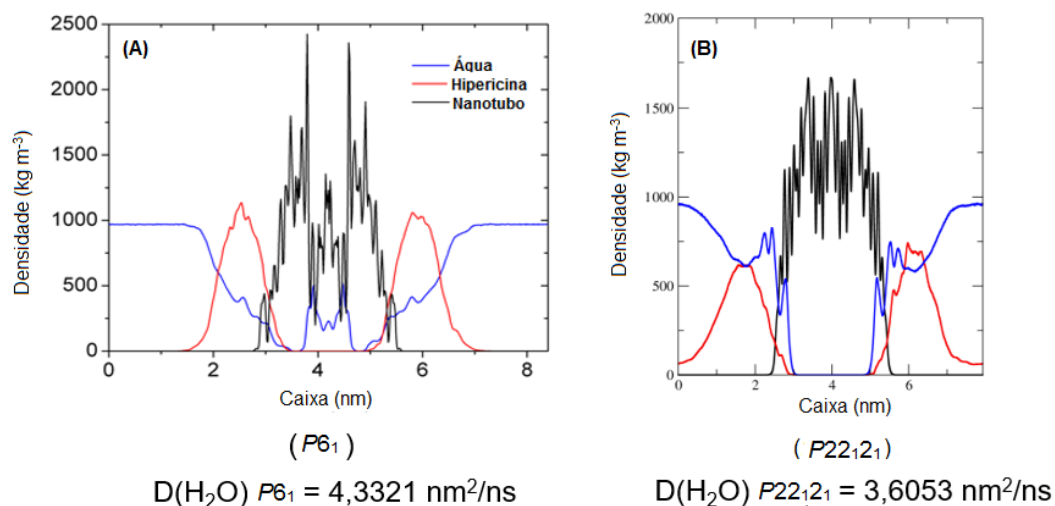 (A)
Água
Hipericina
Nanotubo
Densidade (kg m-3)
2500
2000
1500
1000
500
0
0 2 4 6 8
Caixa (nm)
(P6₁)
D(H₂O) P6₁ = 4,3321 nm²/ns
(B)
Densidade (kg m-3)
2000
1500
1000
500
0
0 2 4 6
Caixa (nm)
(P22₁2₁)
D(H₂O) P22₁2₁ = 3,6053 nm²/ns